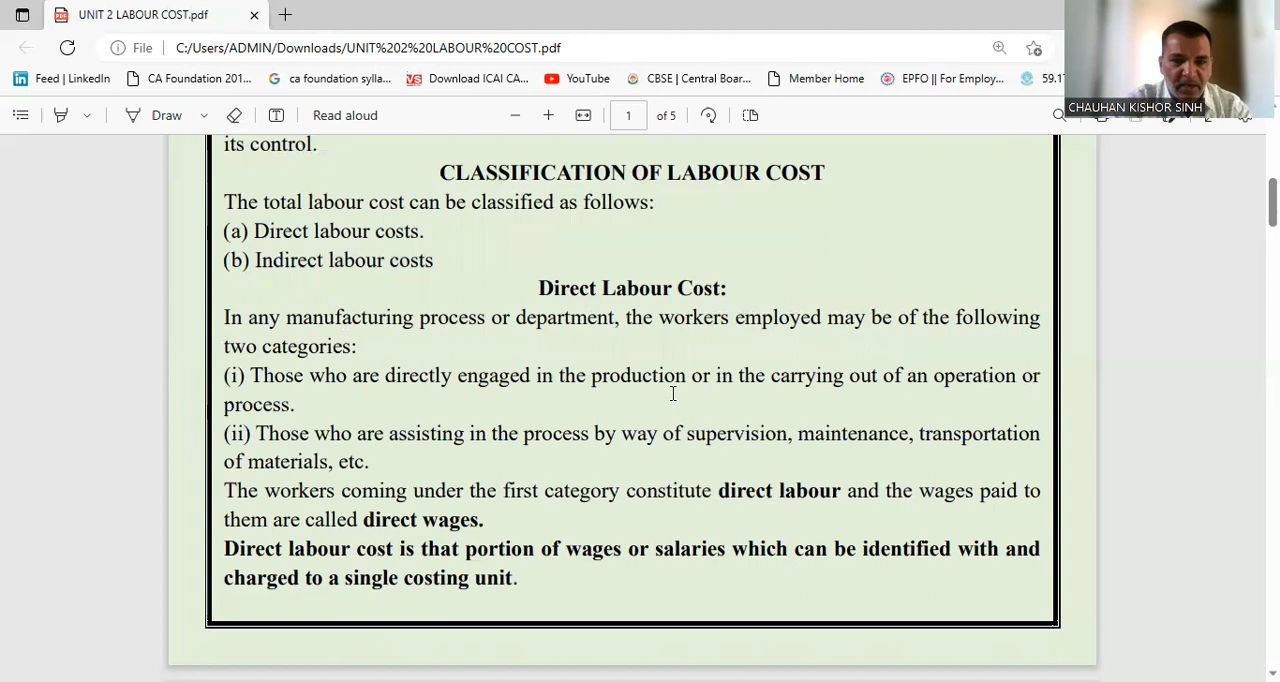 UNIT 2 LABOUR COST.pdf
File
C:/Users/ADMIN/Downloads/UNIT%202%20LABOUR%20COST.pdf
Feed | LinkedIn
CA Foundation 201...
ca foundation sylla...
Download ICAI CA...
YouTube
CBSE | Central Boar...
Member Home
EPFO || For Employ...
59.1
CHAUHAN KISHOR SINH
Draw
Read aloud
1 of 5
its control.
CLASSIFICATION OF LABOUR COST
The total labour cost can be classified as follows:
(a) Direct labour costs.
(b) Indirect labour costs
Direct Labour Cost:
In any manufacturing process or department, the workers employed may be of the following
two categories:
(i) Those who are directly engaged in the production or in the carrying out of an operation or
process.
(ii) Those who are assisting in the process by way of supervision, maintenance, transportation
of materials, etc.
The workers coming under the first category constitute direct labour and the wages paid to
them are called direct wages.
Direct labour cost is that portion of wages or salaries which can be identified with and
charged to a single costing unit.